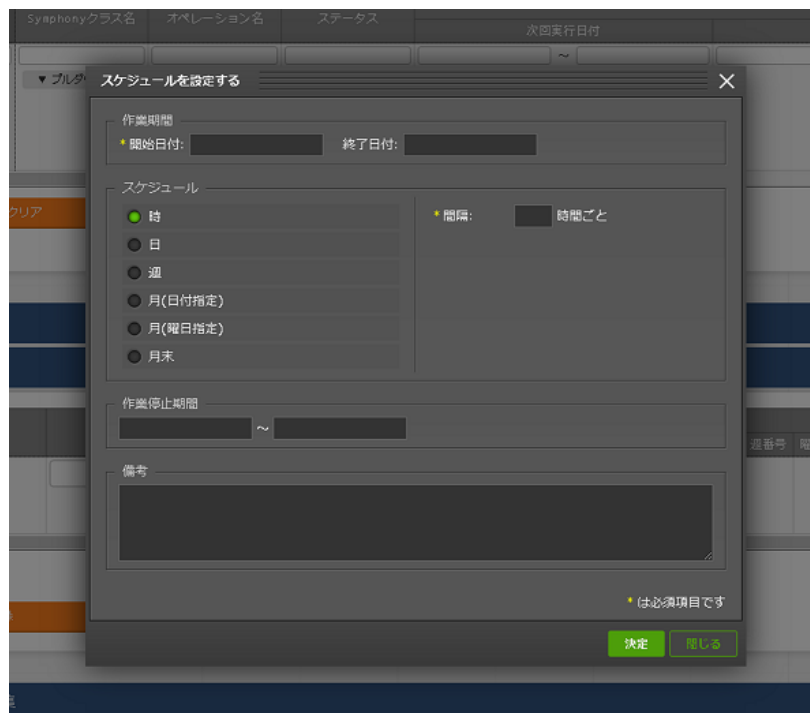 Symphonyクラス名 オペレーション名 ステータス
次回実行日付
～
▼ プルダ
スケジュールを設定する
作業期間
* 開始日付: 終了日付:
クリア
スケジュール
時
* 間隔: 時間ごと
日
週
月(日付指定)
月(曜日指定)
月末
作業停止期間
～
週番号
備考
* は必須項目です
決定 閉じる